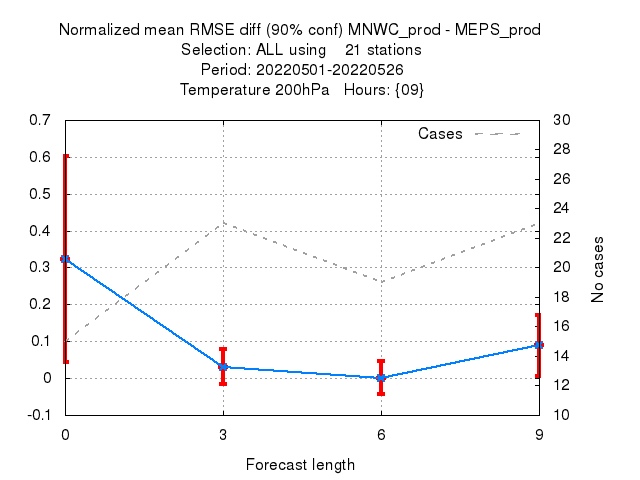 Normalized mean RMSE diff (90% conf) MNWC_prod - MEPS_prod
Selection: ALL using 21 stations
Period: 20220501-20220526
Temperature 200hPa Hours: {09}
Cases
0.7
0.6
0.5
0.4
0.3
0.2
0.1
0
-0.1
30
28
26
24
22
20
18
16
14
12
10
No cases
0 3 6 9
Forecast length